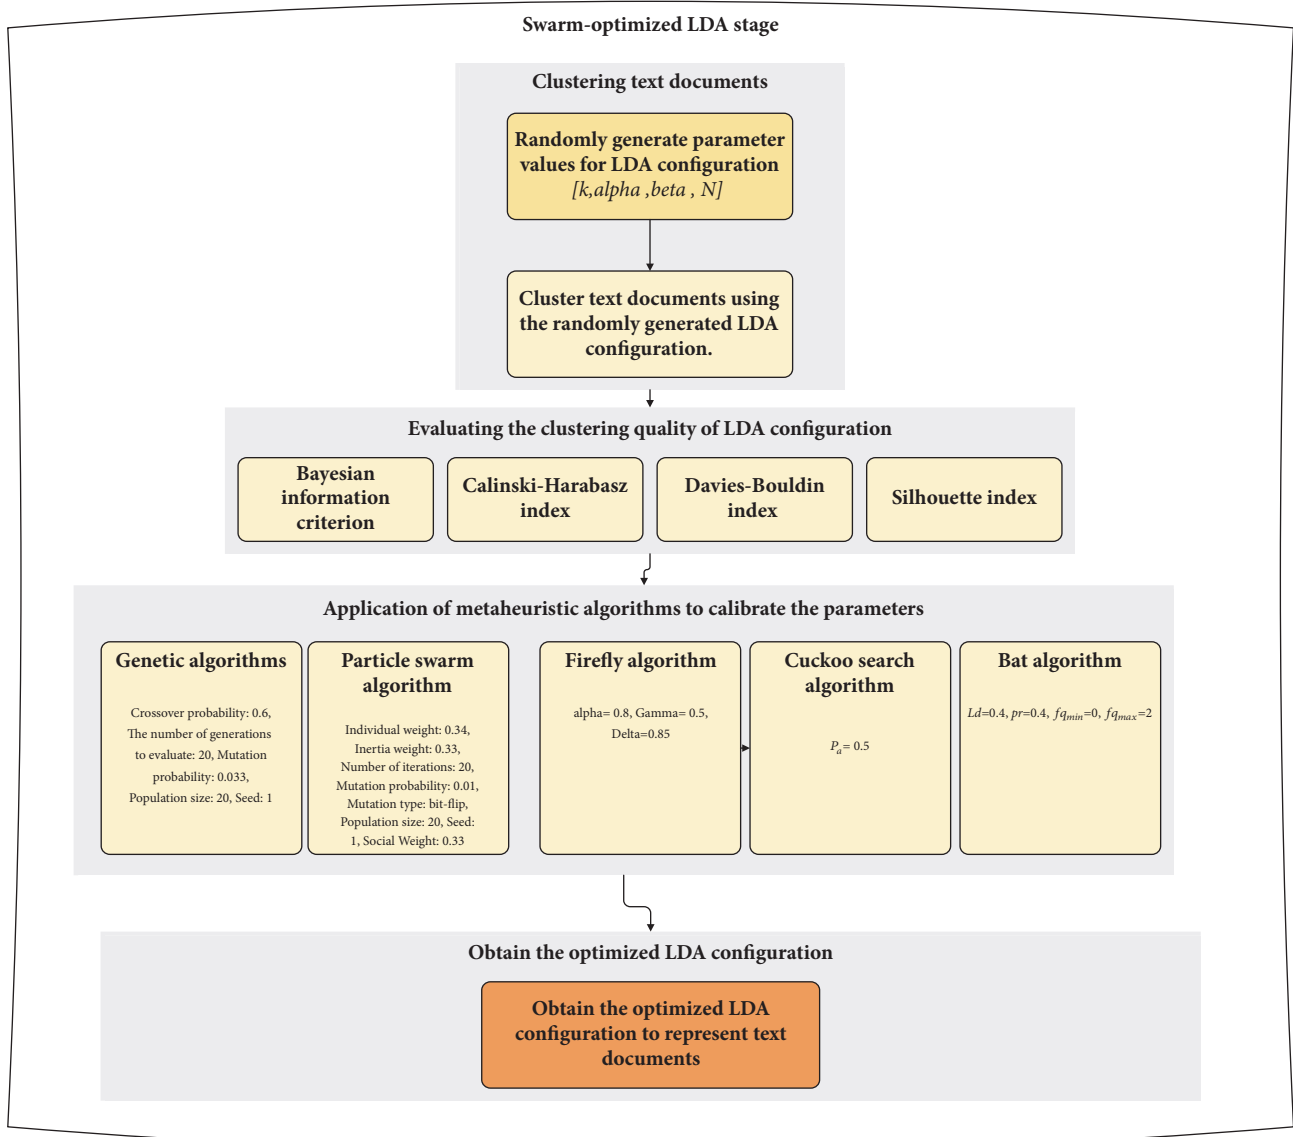 Swarm-optimized LDA stage
Clustering text documents
Randomly generate parameter
values for LDA configuration
[k,alpha ,beta , N]
Cluster text documents using
the randomly generated LDA
configuration.
Evaluating the clustering quality of LDA configuration
Bayesian
information
criterion
Calinski-Harabasz
index
Davies-Bouldin
index
Silhouette index
Application of metaheuristic algorithms to calibrate the parameters
Genetic algorithms
Crossover probability: 0.6,
The number of generations
to evaluate: 20, Mutation
probability: 0.033,
Population size: 20, Seed: 1
Particle swarm
algorithm
Individual weight: 0.34,
Inertia weight: 0.33,
Number of iterations: 20,
Mutation probability: 0.01,
Mutation type: bit-flip,
Population size: 20, Seed:
1, Social Weight: 0.33
Firefly algorithm
alpha= 0.8, Gamma= 0.5,
Delta=0.85
Cuckoo search
algorithm
Pa= 0.5
Bat algorithm
Ld=0.4, pr=0.4, fqmin=0, fqmax=2
Obtain the optimized LDA configuration
Obtain the optimized LDA
configuration to represent text
documents